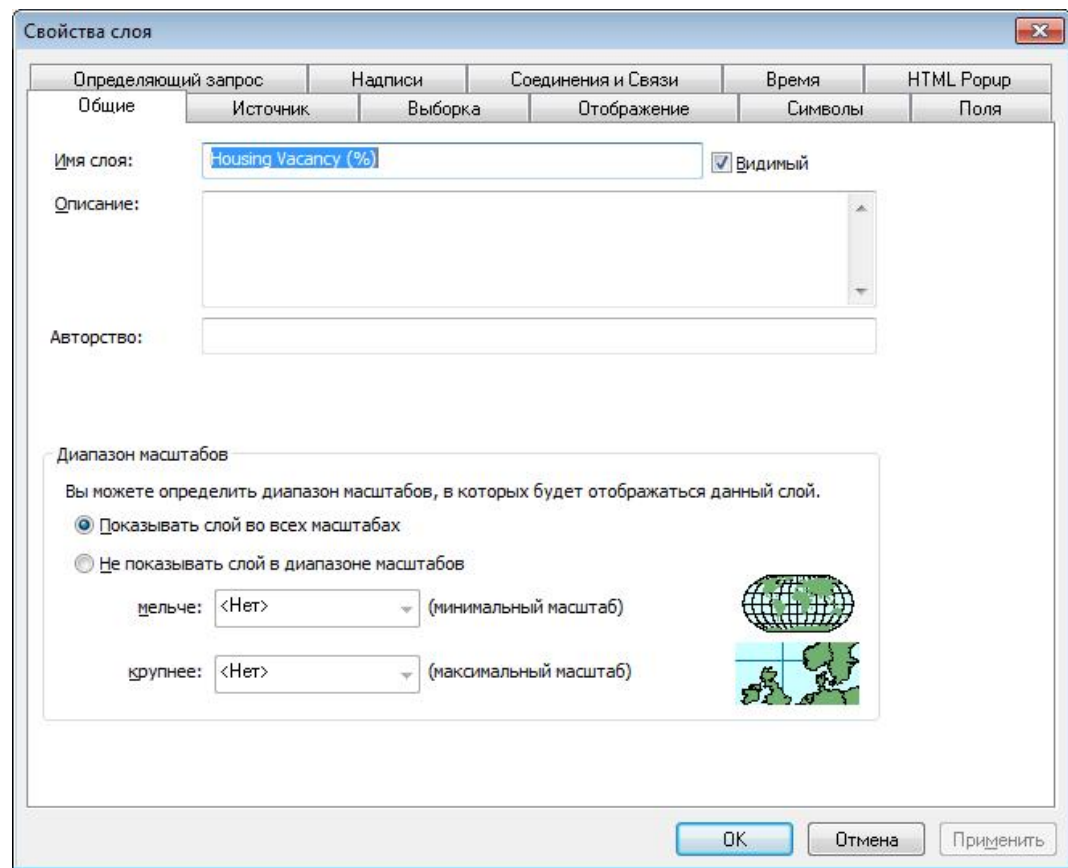 Свойства слоя
Определяющий запрос Надписи Соединения и Связи Время HTML Popup
Общие Источник Выборка Отображение Символы Поля
Имя слоя: Housing Vacancy (%) Видимый
Описание:
Авторство:
Диапазон масштабов
Вы можете определить диапазон масштабов, в которых будет отображаться данный слой.
Показывать слой во всех масштабах
Не показывать слой в диапазоне масштабов
мельче: <Нет> (минимальный масштаб)
крупнее: <Нет> (максимальный масштаб)
OK Отмена Применить